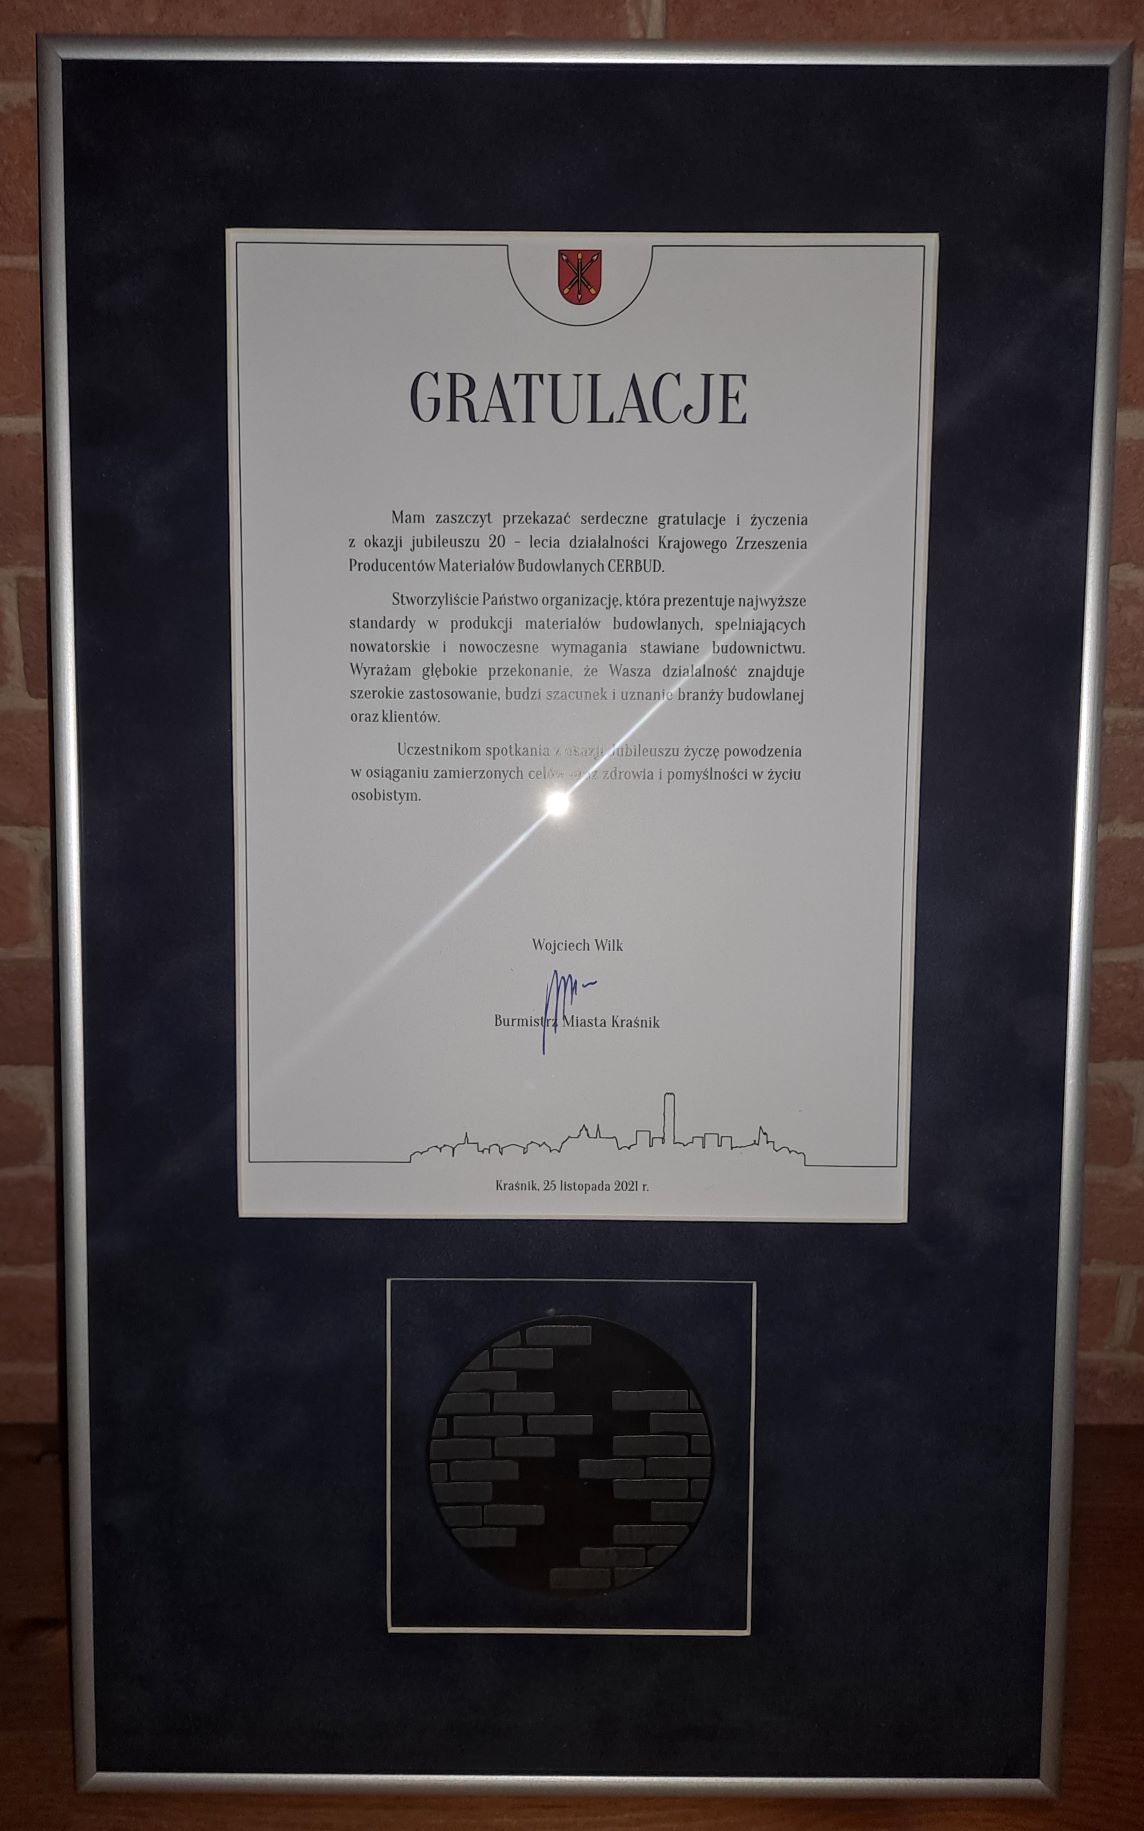 GRATULACJE
Mam zaszczyt przekazać serdeczne gratulacje i życzenia
z okazji jubileuszu 20 - lecia działalności Krajowego Zrzeszenia
Producentów Materiałów Budowlanych CERBUD.
Stworzyliście Państwo organizację, która prezentuje najwyższe
standardy w produkcji materiałów budowlanych, spełniających
nowatorskie i nowoczesne wymagania stawiane budownictwu.
Wyrażam głębokie przekonanie, że Wasza działalność znajduje
szerokie zastosowanie, budzi szacunek i uznanie branży budowlanej
oraz klientów.
Uczestnikom spotkania z okazji Jubileuszu życzę powodzenia
w osiąganiu zamierzonych celów oraz zdrowia i pomyślności w życiu
osobistym.
Wojciech Wilk
Burmistrz Miasta Kraśnik
Kraśnik, 25 listopada 2021 r.